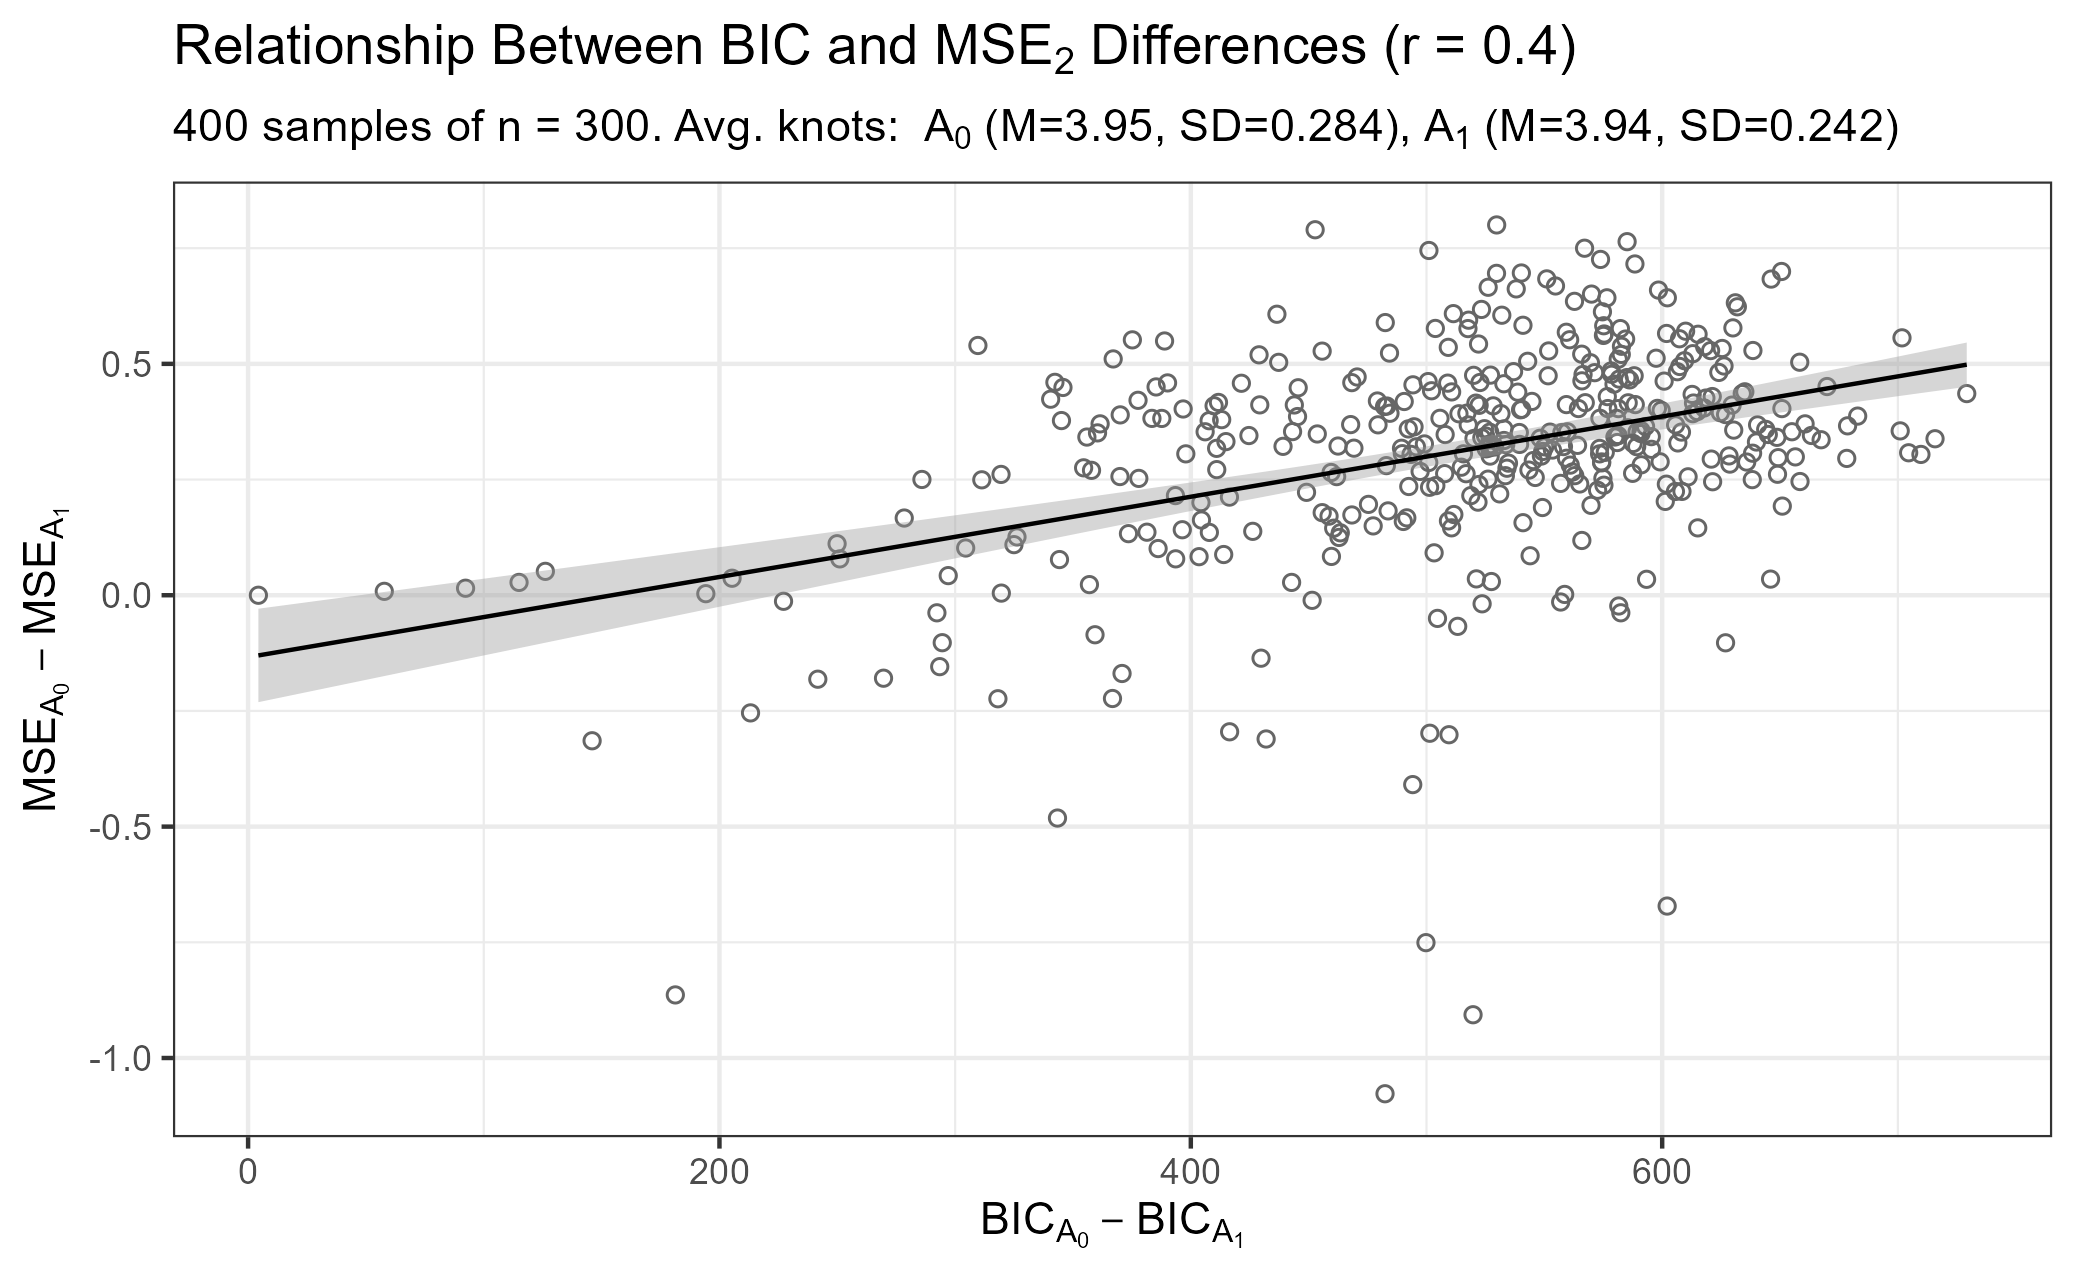 Relationship Between BIC and MSE₂ Differences (r = 0.4)
400 samples of n = 300. Avg. knots:  A₀ (M=3.95, SD=0.284), A₁ (M=3.94, SD=0.242)
MSE_A₀ − MSE_A₁
0.5
0.0
-0.5
-1.0
0 200 400 600
BIC_A₀ − BIC_A₁